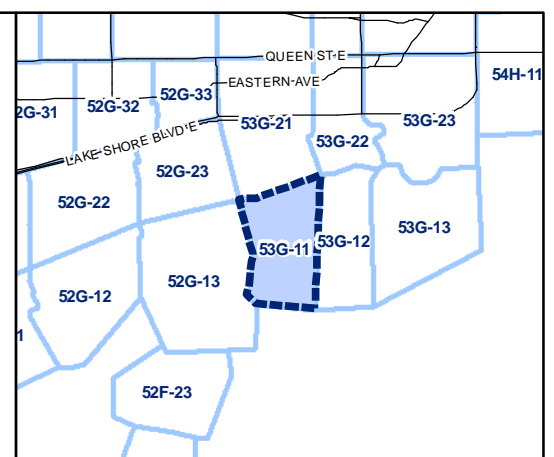 QUEEN ST E
54H-11
EASTERN AVE
52G-33
2G-31
52G-32
53G-21
53G-23
LAKE SHORE BLVD E
53G-22
52G-23
52G-22
53G-11
53G-12
53G-13
52G-13
52G-12
1
52F-23